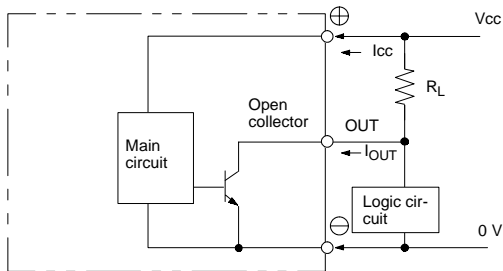 ⊕
Vcc
Icc
RL
Open
collector
OUT
IOUT
Main
circuit
Logic cir-
cuit
⊖
0 V